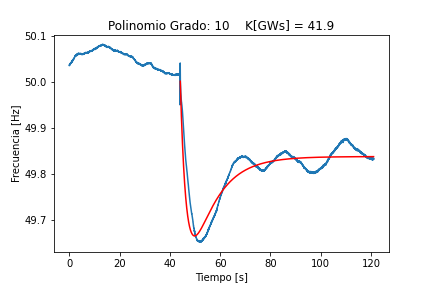 Polinomio Grado: 10    K[GWs] = 41.9
50.1
50.0
49.9
49.8
49.7
Frecuencia [Hz]
0 20 40 60 80 100 120
Tiempo [s]